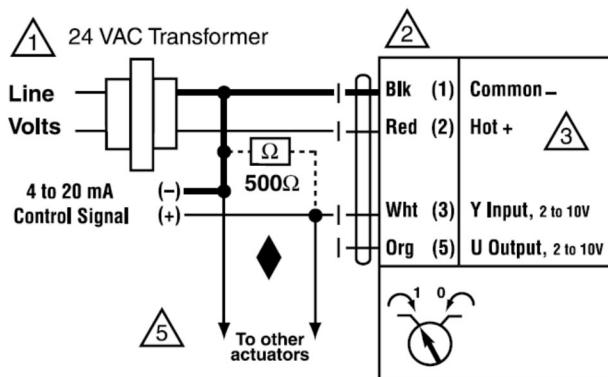 1 24 VAC Transformer
2
Line
Volts
Blk (1) Common –
Red (2) Hot +
3
Ω
500Ω
4 to 20 mA (–)
Control Signal (+)
Wht (3) Y Input, 2 to 10V
Org (5) U Output, 2 to 10V
1 0
5
To other
actuators